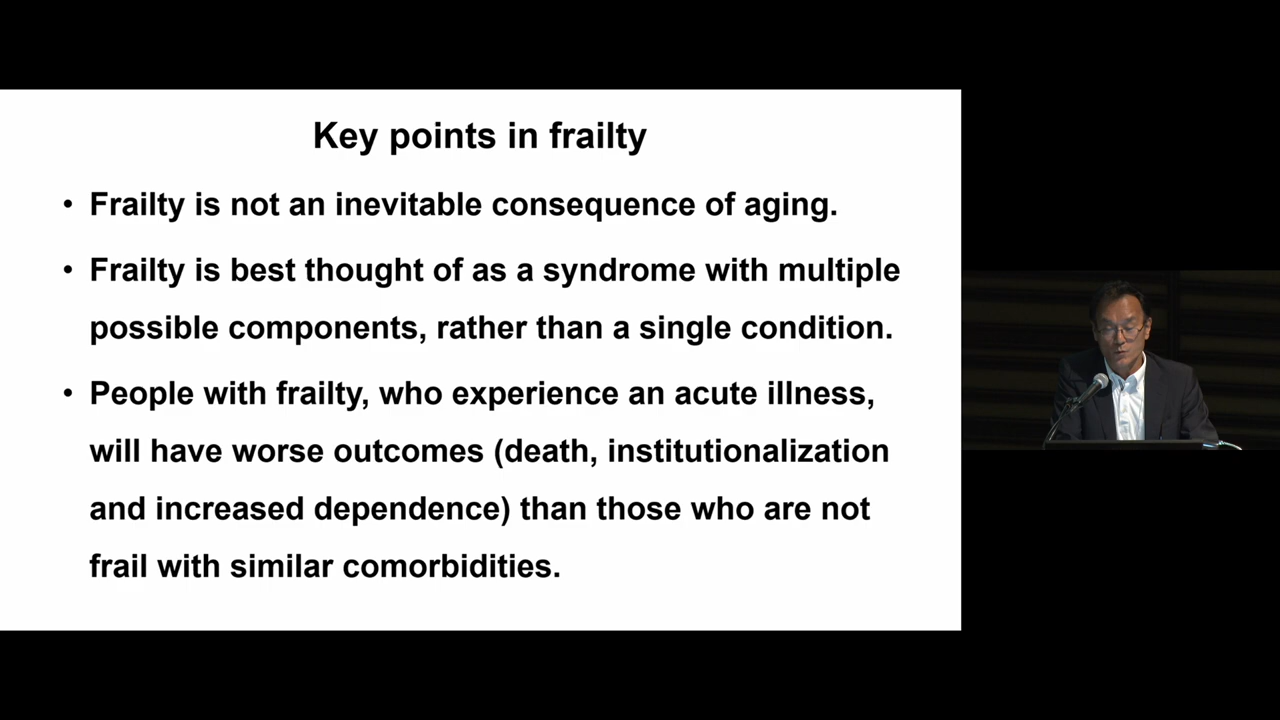 Key points in frailty
• Frailty is not an inevitable consequence of aging.
• Frailty is best thought of as a syndrome with multiple
possible components, rather than a single condition.
• People with frailty, who experience an acute illness,
will have worse outcomes (death, institutionalization
and increased dependence) than those who are not
frail with similar comorbidities.